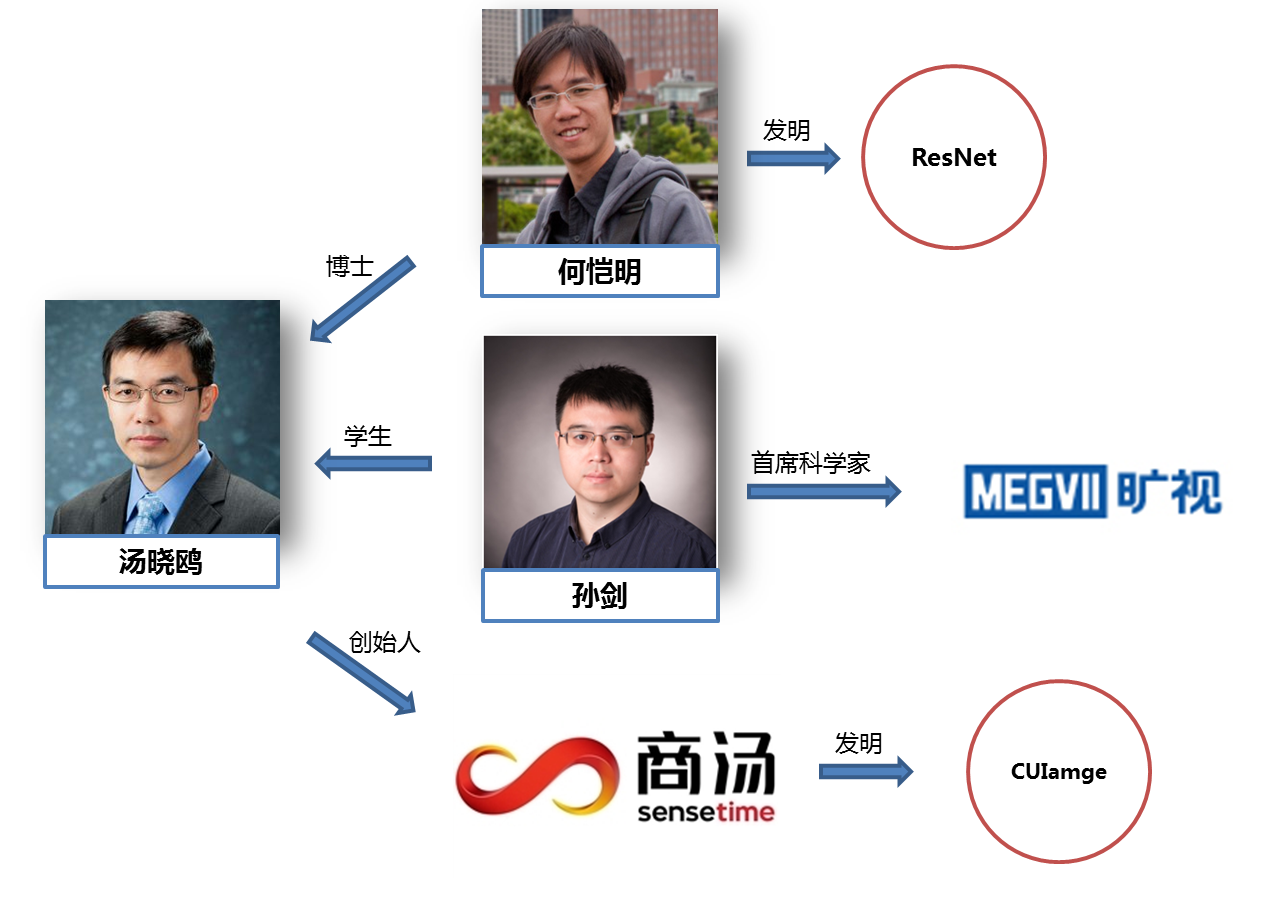 发明
ResNet
博士
何恺明
学生
首席科学家
MEGVII 旷视
汤晓鸥
孙剑
创始人
商汤
sensetime
发明
CUIamge